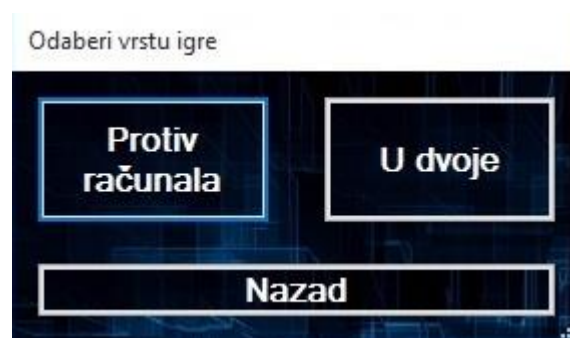 Odaberi vrstu igre
Protiv
računala
U dvoje
Nazad